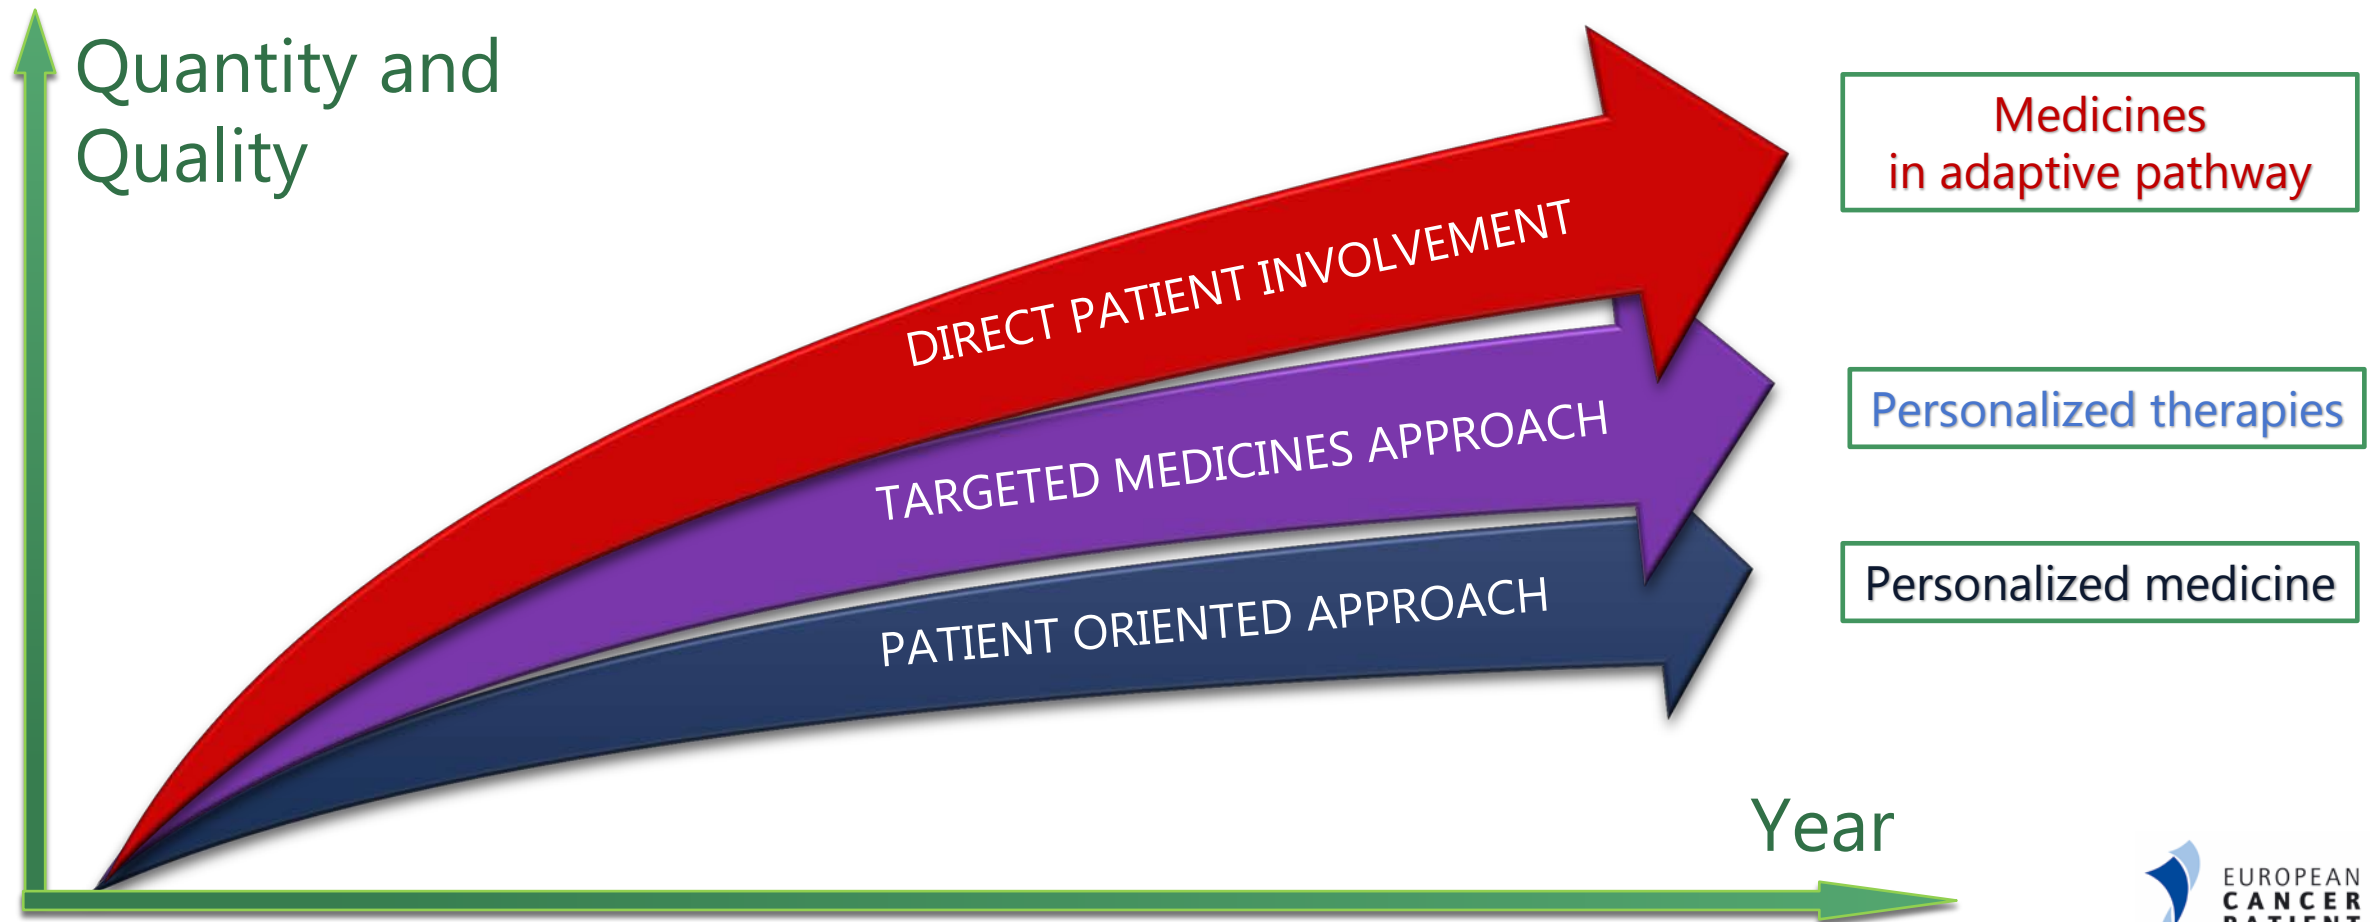 Quantity and
Quality
DIRECT PATIENT INVOLVEMENT
TARGETED MEDICINES APPROACH
PATIENT ORIENTED APPROACH
Medicines
in adaptive pathway
Personalized therapies
Personalized medicine
Year
EUROPEAN
CANCER
PATIENT